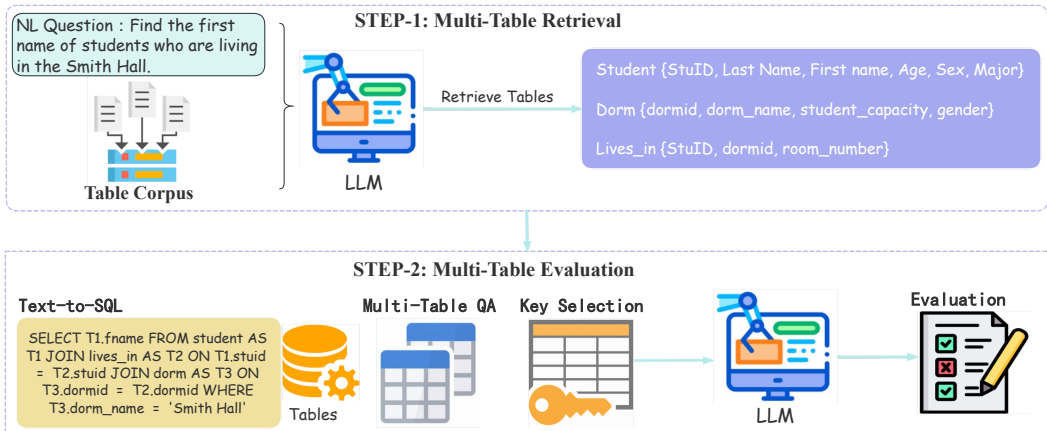 STEP-1: Multi-Table Retrieval
NL Question : Find the first
name of students who are living
in the Smith Hall.
Table Corpus
LLM
Retrieve Tables
Student {StuID, Last Name, First name, Age, Sex, Major}
Dorm {dormid, dorm_name, student_capacity, gender}
Lives_in {StuID, dormid, room_number}
STEP-2: Multi-Table Evaluation
Text-to-SQL
SELECT T1.fname FROM student AS
T1 JOIN lives_in AS T2 ON T1.stuid
= T2.stuid JOIN dorm AS T3 ON
T3.dormid = T2.dormid WHERE
T3.dorm_name = 'Smith Hall'
Tables
Multi-Table QA
Key Selection
LLM
Evaluation